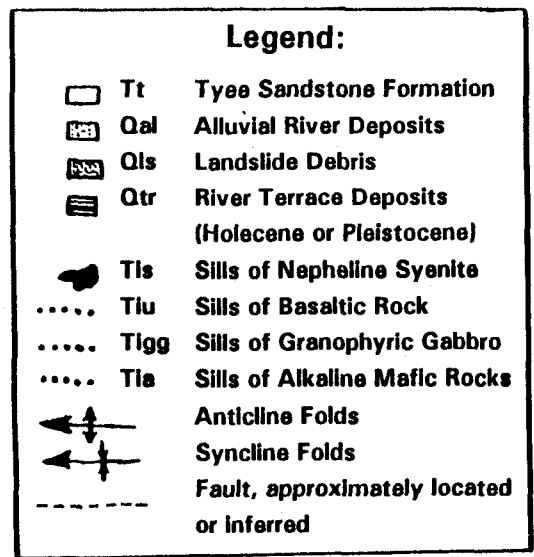 Legend:
Tt Tyee Sandstone Formation
Qal Alluvial River Deposits
Qls Landslide Debris
Qtr River Terrace Deposits
(Holocene or Pleistocene)
Tis Sills of Nepheline Syenite
Tiu Sills of Basaltic Rock
Tigg Sills of Granophyric Gabbro
Tia Sills of Alkaline Mafic Rocks
Anticline Folds
Syncline Folds
Fault, approximately located
or inferred